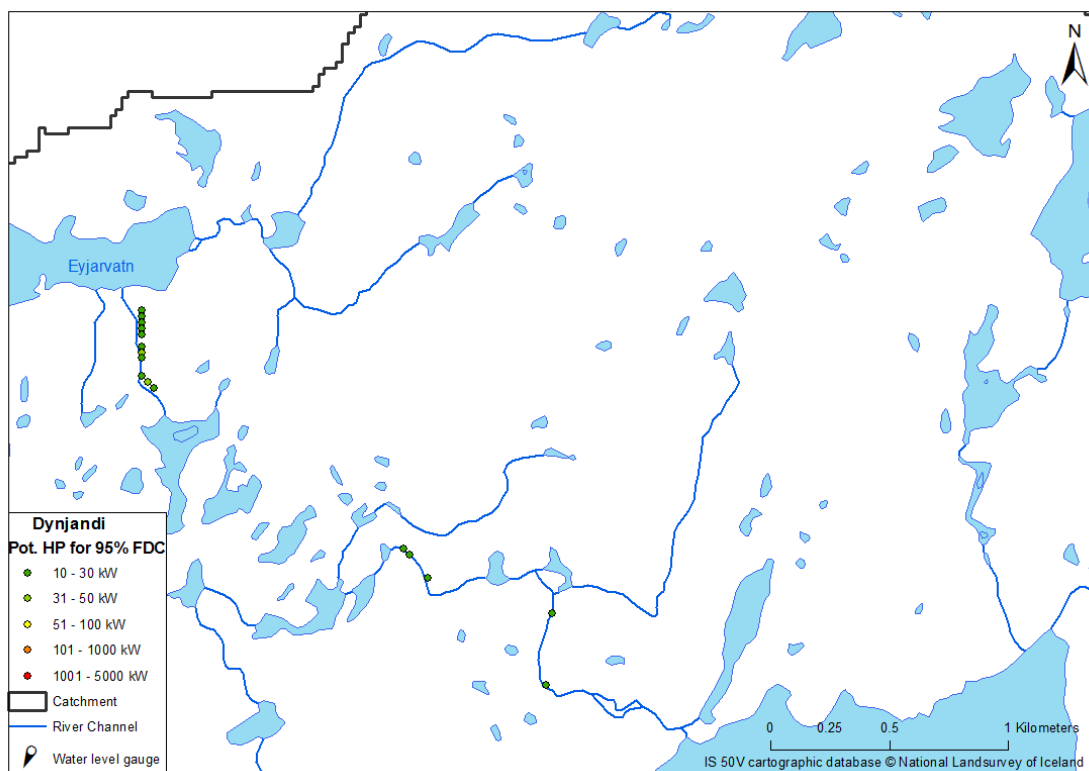 N
Eyjarvatn
Dynjandi
Pot. HP for 95% FDC
10 - 30 kW
31 - 50 kW
51 - 100 kW
101 - 1000 kW
1001 - 5000 kW
Catchment
River Channel
Water level gauge
0 0.25 0.5 1 Kilometers
IS 50V cartographic database © National Landsurvey of Iceland